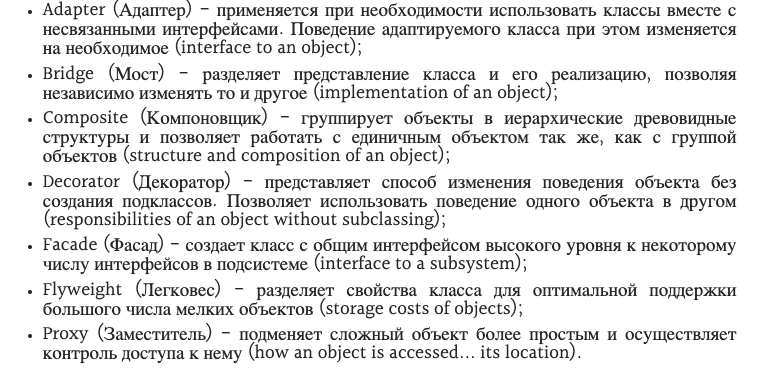 • Adapter (Адаптер) – применяется при необходимости использовать классы вместе с
несвязанными интерфейсами. Поведение адаптируемого класса при этом изменяется
на необходимое (interface to an object);
• Bridge (Мост) – разделяет представление класса и его реализацию, позволяя
независимо изменять то и другое (implementation of an object);
• Composite (Компоновщик) – группирует объекты в иерархические древовидные
структуры и позволяет работать с единичным объектом так же, как с группой
объектов (structure and composition of an object);
• Decorator (Декоратор) – представляет способ изменения поведения объекта без
создания подклассов. Позволяет использовать поведение одного объекта в другом
(responsibilities of an object without subclassing);
• Facade (Фасад) – создает класс с общим интерфейсом высокого уровня к некоторому
числу интерфейсов в подсистеме (interface to a subsystem);
• Flyweight (Легковес) – разделяет свойства класса для оптимальной поддержки
большого числа мелких объектов (storage costs of objects);
• Proxy (Заместитель) – подменяет сложный объект более простым и осуществляет
контроль доступа к нему (how an object is accessed... its location).